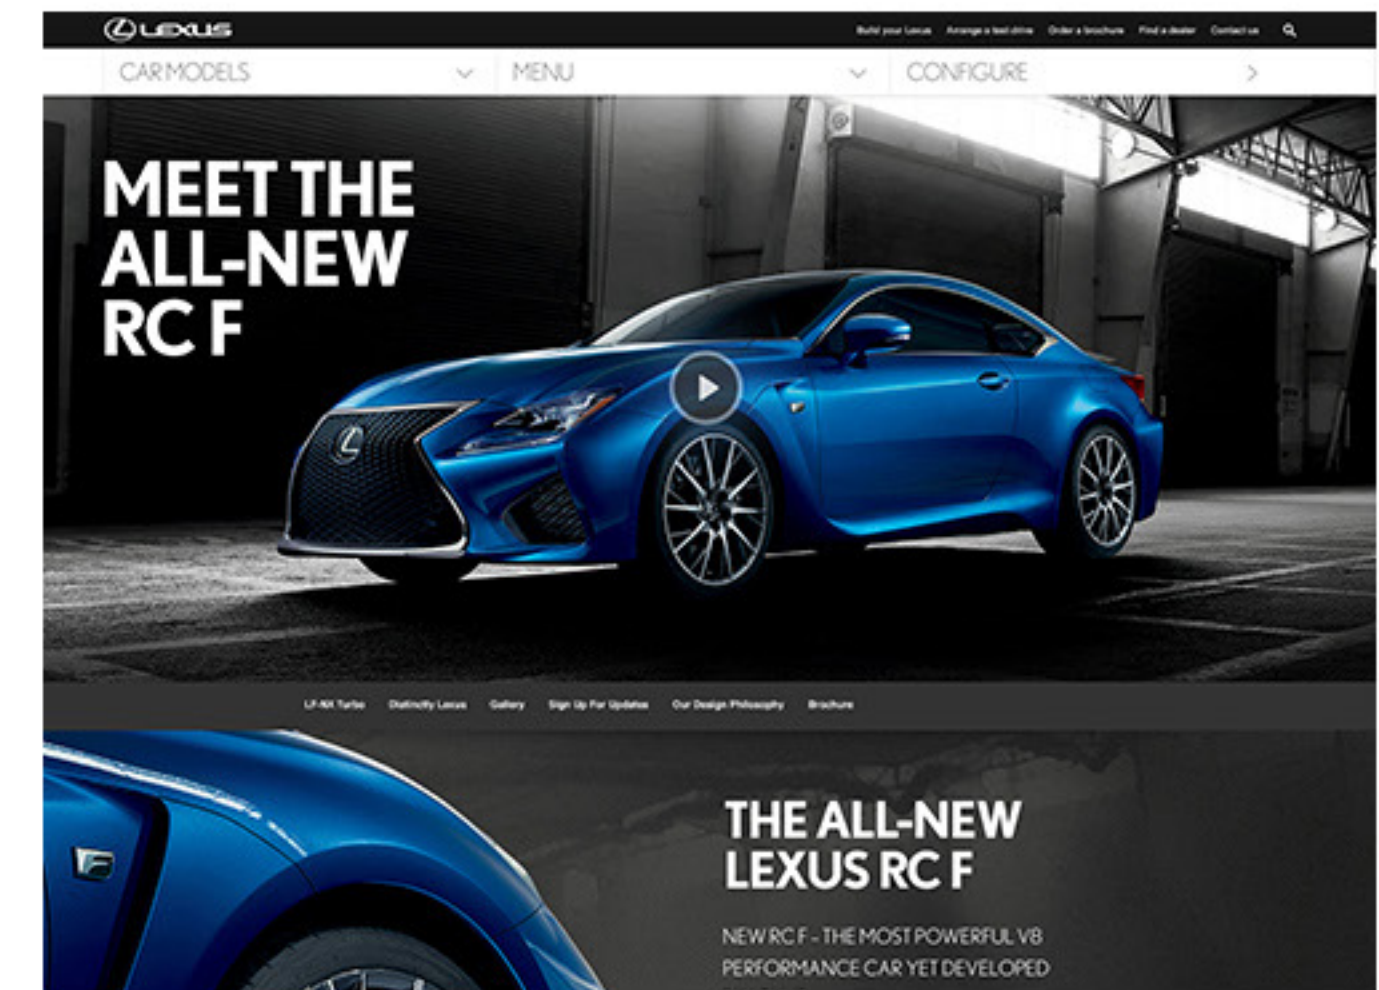 LEXUS
Build your Lexus Arrange a test drive Order a brochure Find a dealer Contact us
CAR MODELS MENU CONFIGURE
MEET THE
ALL-NEW
RC F
LF-NX Turbo Distinctly Lexus Gallery Sign Up For Updates Our Design Philosophy Brochure
F
THE ALL-NEW
LEXUS RC F
NEW RC F - THE MOST POWERFUL V8
PERFORMANCE CAR YET DEVELOPED